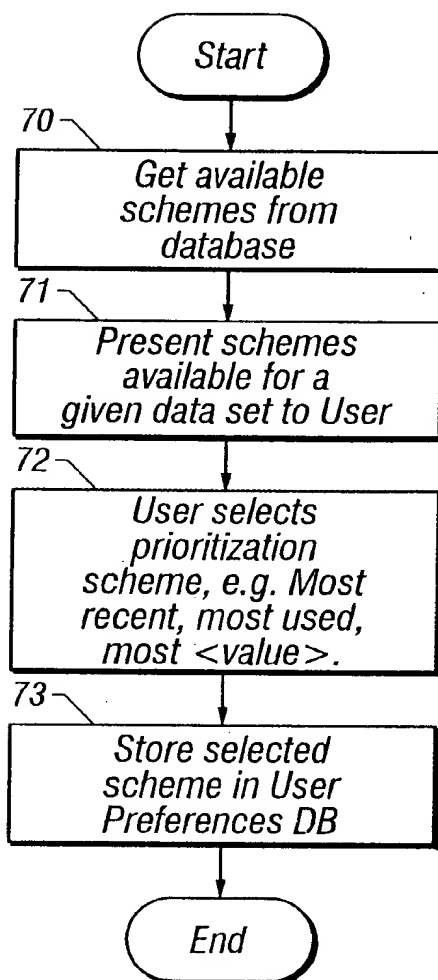 Start
70
Get available
schemes from
database
71
Present schemes
available for a
given data set to User
72
User selects
prioritization
scheme, e.g. Most
recent, most used,
most <value>.
73
Store selected
scheme in User
Preferences DB
End